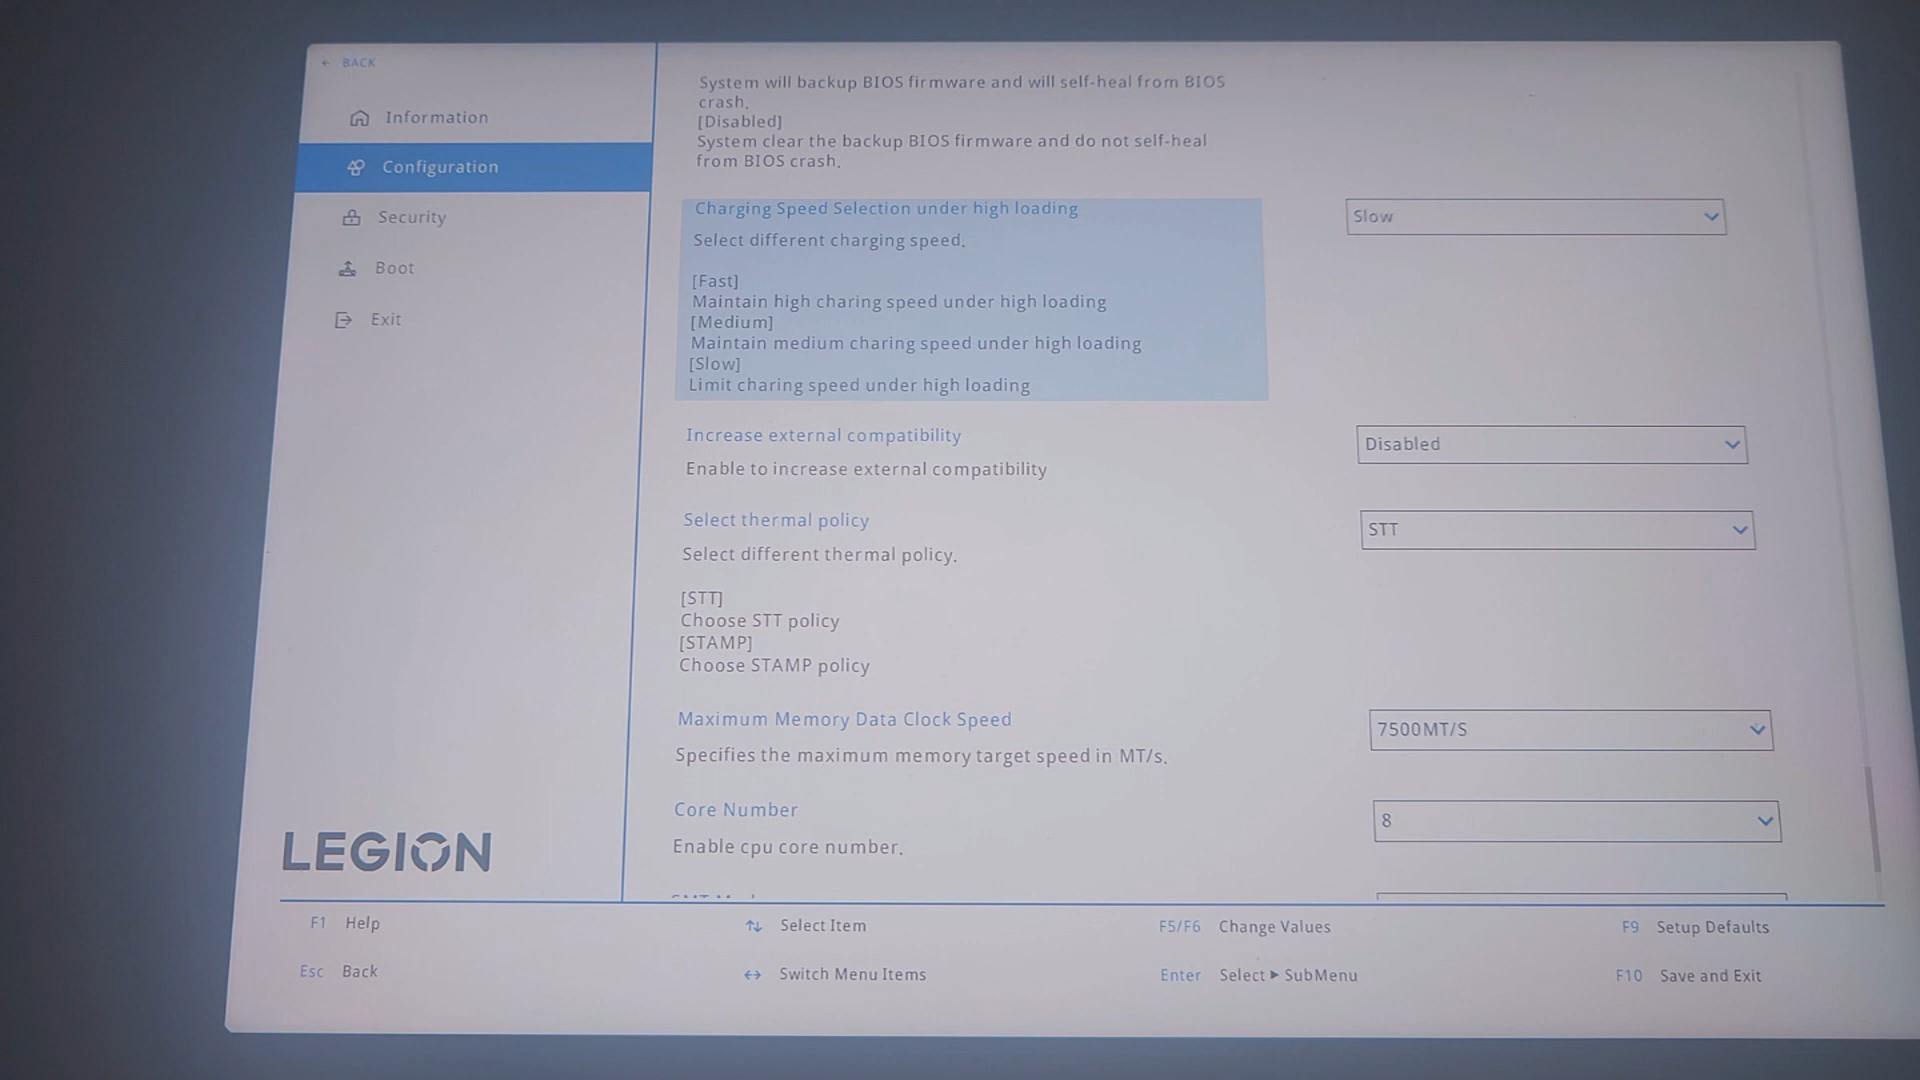 ← BACK
Information
Configuration
Security
Boot
Exit
LEGION
System will backup BIOS firmware and will self-heal from BIOS
crash.
[Disabled]
System clear the backup BIOS firmware and do not self-heal
from BIOS crash.
Charging Speed Selection under high loading
Slow
Select different charging speed.
[Fast]
Maintain high charing speed under high loading
[Medium]
Maintain medium charing speed under high loading
[Slow]
Limit charing speed under high loading
Increase external compatibility
Disabled
Enable to increase external compatibility
Select thermal policy
STT
Select different thermal policy.
[STT]
Choose STT policy
[STAMP]
Choose STAMP policy
Maximum Memory Data Clock Speed
7500MT/S
Specifies the maximum memory target speed in MT/s.
Core Number
8
Enable cpu core number.
F1 Help
↑↓ Select Item
F5/F6 Change Values
F9 Setup Defaults
Esc Back
↔ Switch Menu Items
Enter Select ▶ SubMenu
F10 Save and Exit